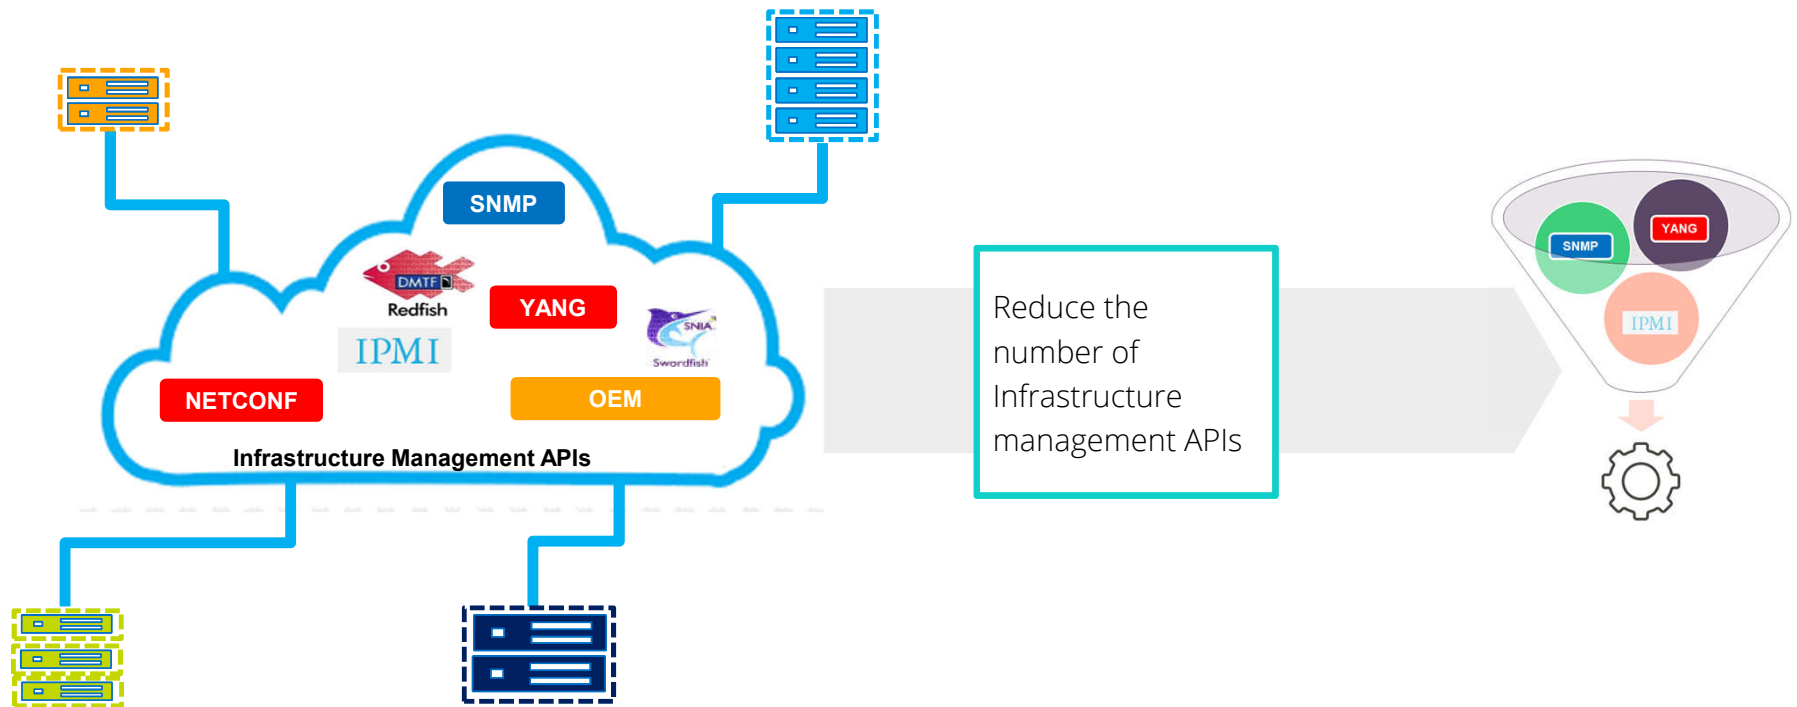 SNMP
DMTF
Redfish
YANG
SNIA
Swordfish
IPMI
NETCONF
OEM
Infrastructure Management APIs
Reduce the
number of
Infrastructure
management APIs
YANG
SNMP
IPMI